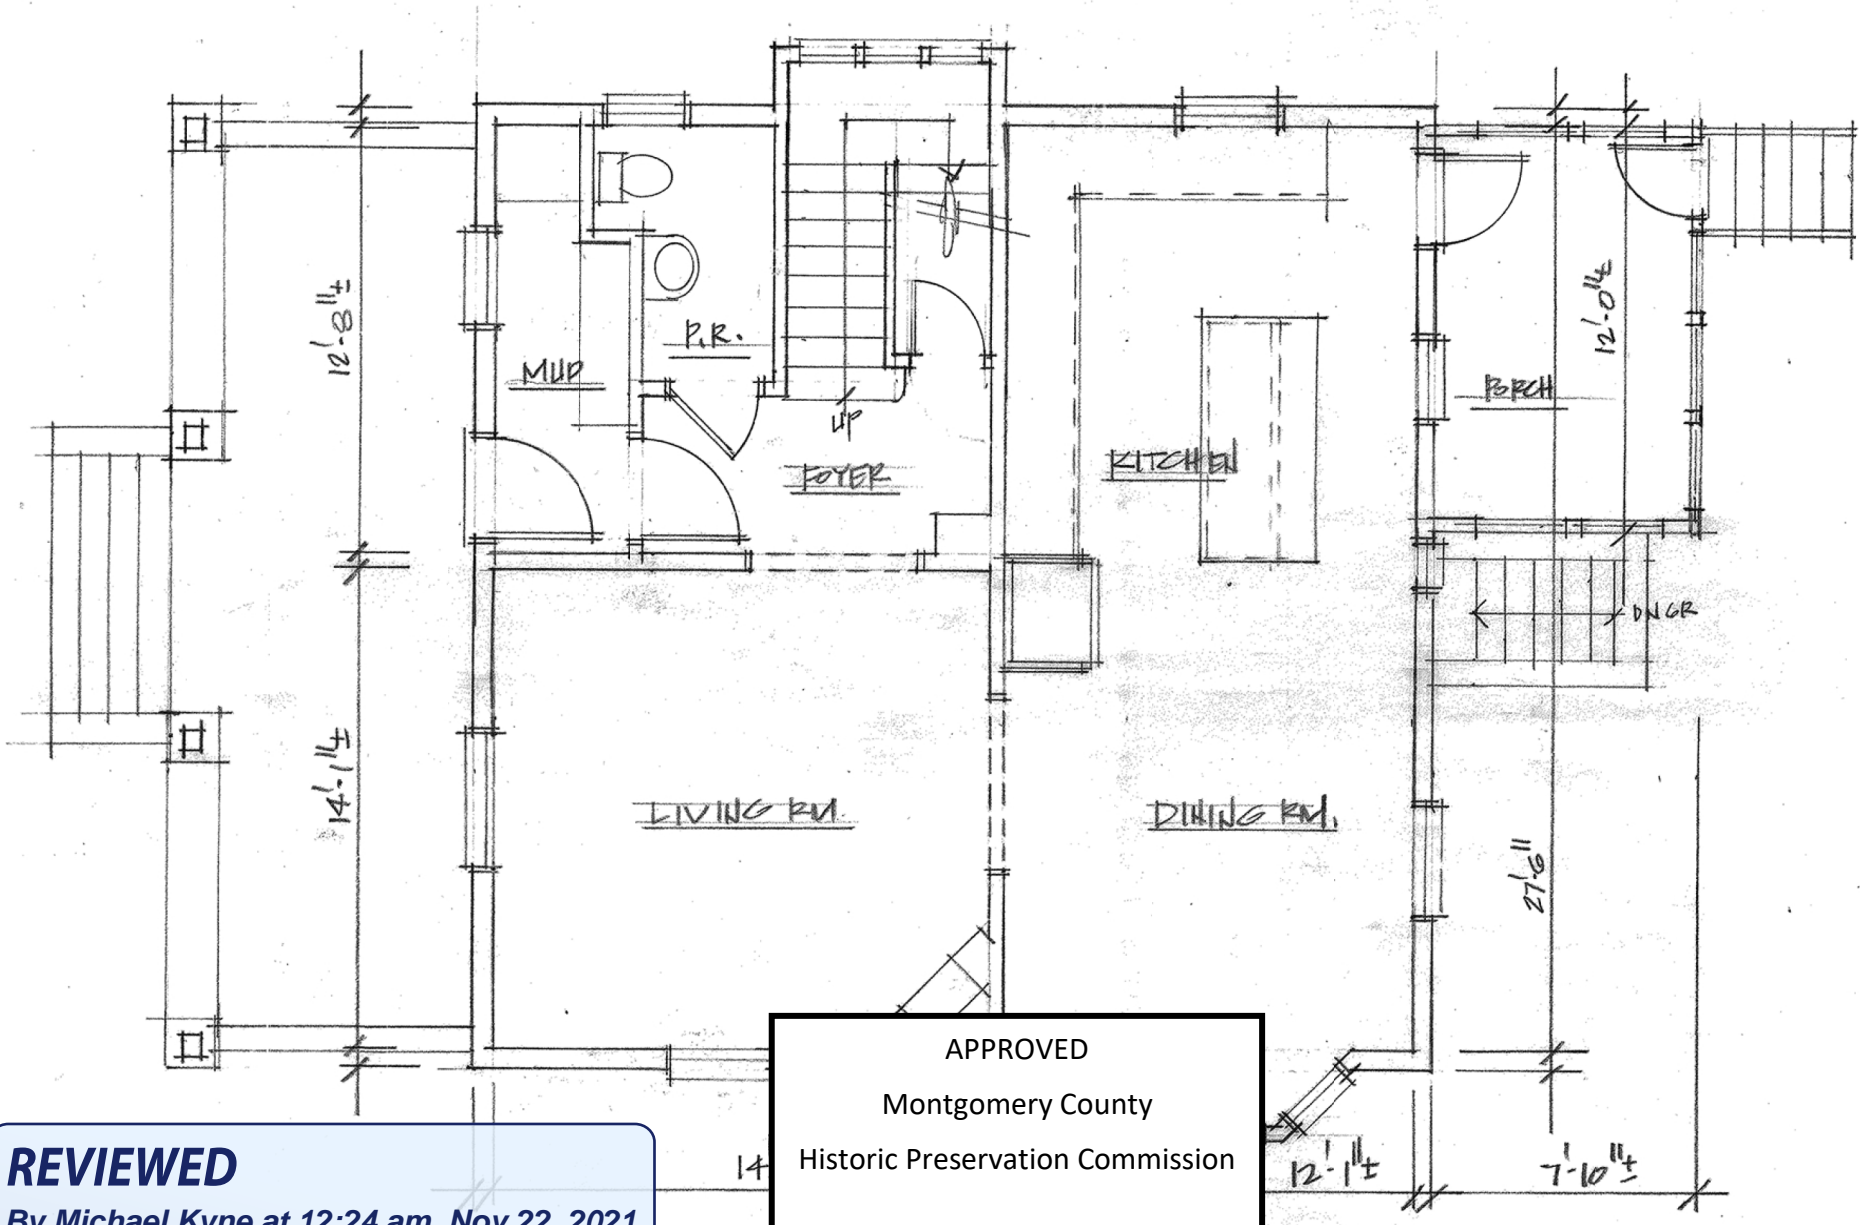 12'-8"±
MUD
P.R.
UP
FOYER
KITCHEN
PORCH
12'-0"±
DN GR
14'-1"±
LIVING RM.
DINING RM.
27'-6"
14
12'-1"±
7'-10"±
APPROVED
Montgomery County
Historic Preservation Commission
REVIEWED
By Michael Kyne at 12:24 am, Nov 22, 2021